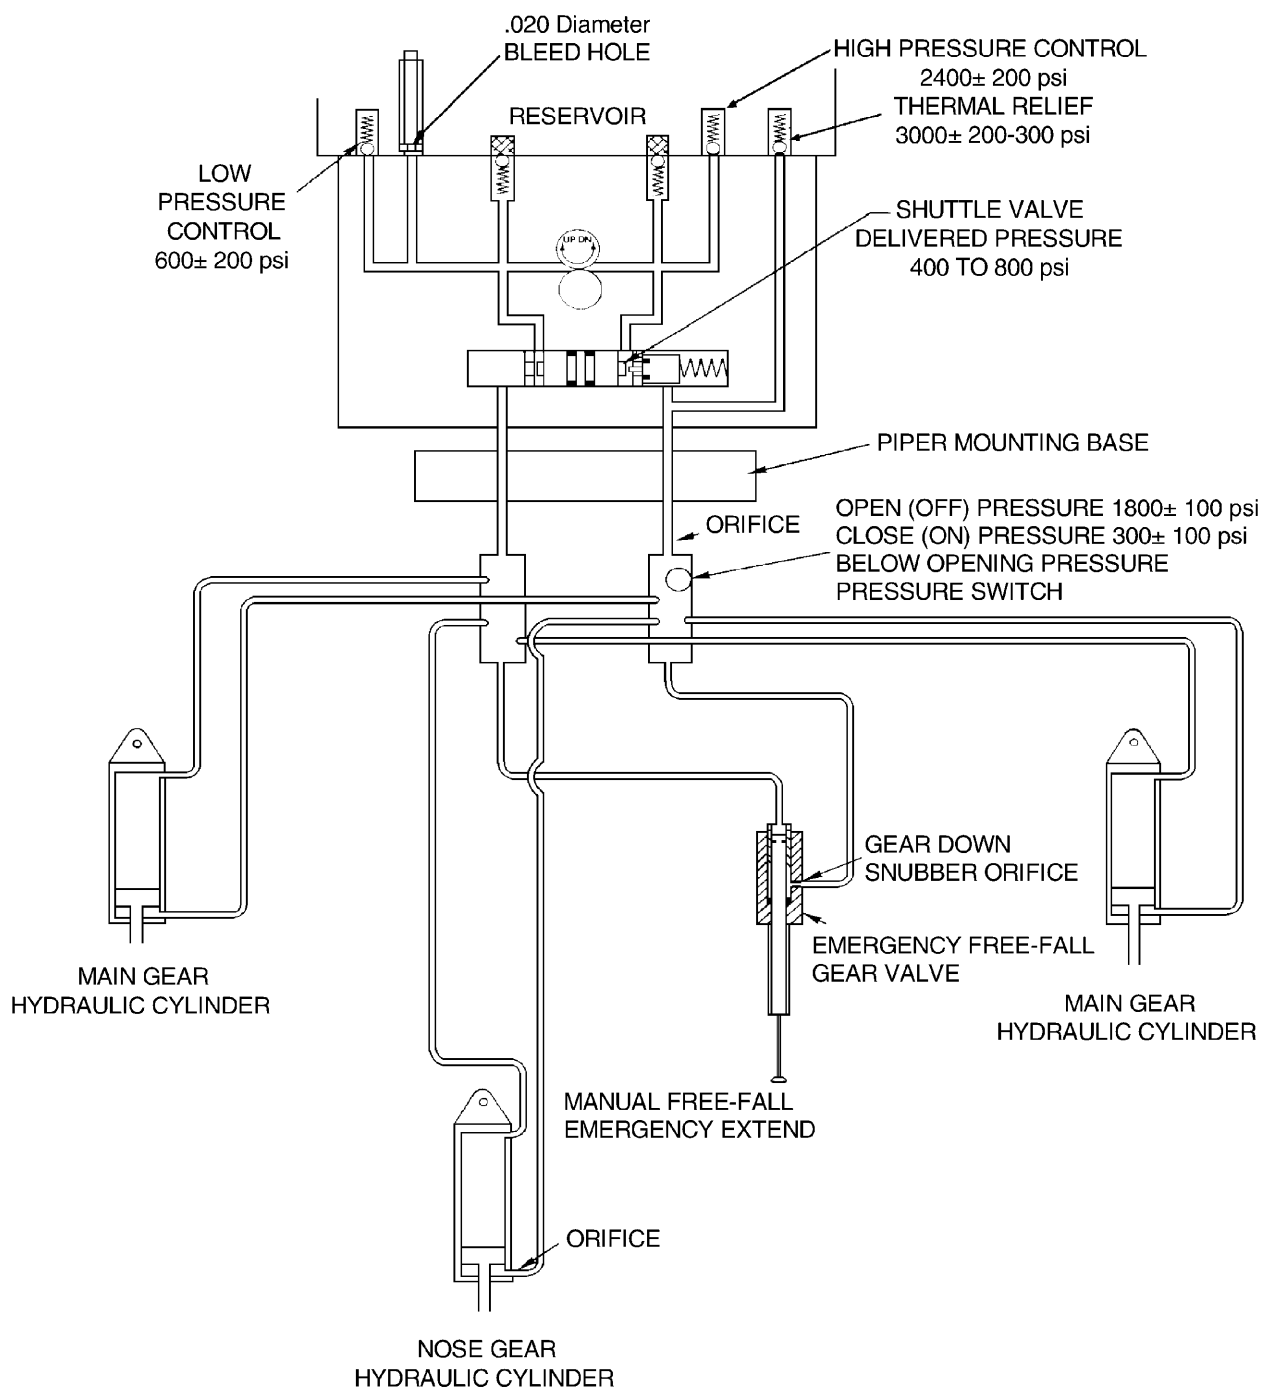 .020 Diameter
BLEED HOLE
HIGH PRESSURE CONTROL
2400± 200 psi
THERMAL RELIEF
3000± 200-300 psi
RESERVOIR
LOW
PRESSURE
CONTROL
600± 200 psi
SHUTTLE VALVE
DELIVERED PRESSURE
400 TO 800 psi
UP DN
PIPER MOUNTING BASE
ORIFICE
OPEN (OFF) PRESSURE 1800± 100 psi
CLOSE (ON) PRESSURE 300± 100 psi
BELOW OPENING PRESSURE
PRESSURE SWITCH
GEAR DOWN
SNUBBER ORIFICE
EMERGENCY FREE-FALL
GEAR VALVE
MAIN GEAR
HYDRAULIC CYLINDER
MAIN GEAR
HYDRAULIC CYLINDER
MANUAL FREE-FALL
EMERGENCY EXTEND
ORIFICE
NOSE GEAR
HYDRAULIC CYLINDER